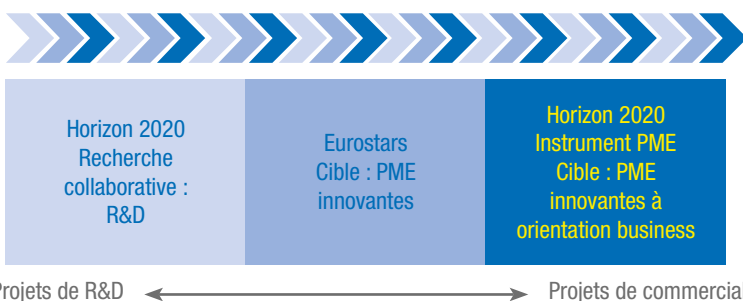 Horizon 2020
Recherche
collaborative :
R&D
Eurostars
Cible : PME
innovantes
Horizon 2020
Instrument PME
Cible : PME
innovantes à
orientation business
Projets de R&D
Projets de commercia